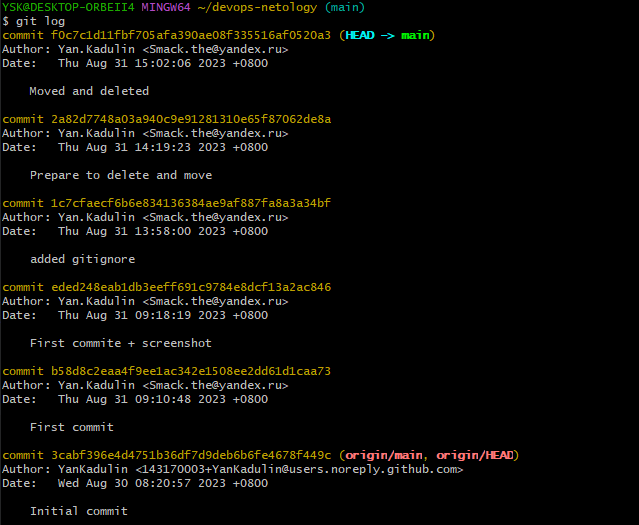 YSK@DESKTOP-ORBEII4 MINGW64 ~/devops-netology (main)
$ git log
commit f0c7c1d11fbf705afa390ae08f335516af0520a3 (HEAD -> main)
Author: Yan.Kadulin <Smack.the@yandex.ru>
Date:   Thu Aug 31 15:02:06 2023 +0800
Moved and deleted
commit 2a82d7748a03a940c9e91281310e65f87062de8a
Author: Yan.Kadulin <Smack.the@yandex.ru>
Date:   Thu Aug 31 14:19:23 2023 +0800
Prepare to delete and move
commit 1c7cfaecf6b6e834136384ae9af887fa8a3a34bf
Author: Yan.Kadulin <Smack.the@yandex.ru>
Date:   Thu Aug 31 13:58:00 2023 +0800
added gitignore
commit eded248eab1db3eeff691c9784e8dcf13a2ac846
Author: Yan.Kadulin <Smack.the@yandex.ru>
Date:   Thu Aug 31 09:18:19 2023 +0800
First commite + screenshot
commit b58d8c2eaa4f9ee1ac342e1508ee2dd61d1caa73
Author: Yan.Kadulin <Smack.the@yandex.ru>
Date:   Thu Aug 31 09:10:48 2023 +0800
First commit
commit 3cabf396e4d4751b36df7d9deb6b6fe4678f449c (origin/main, origin/HEAD)
Author: YanKadulin <143170003+YanKadulin@users.noreply.github.com>
Date:   Wed Aug 30 08:20:57 2023 +0800
Initial commit